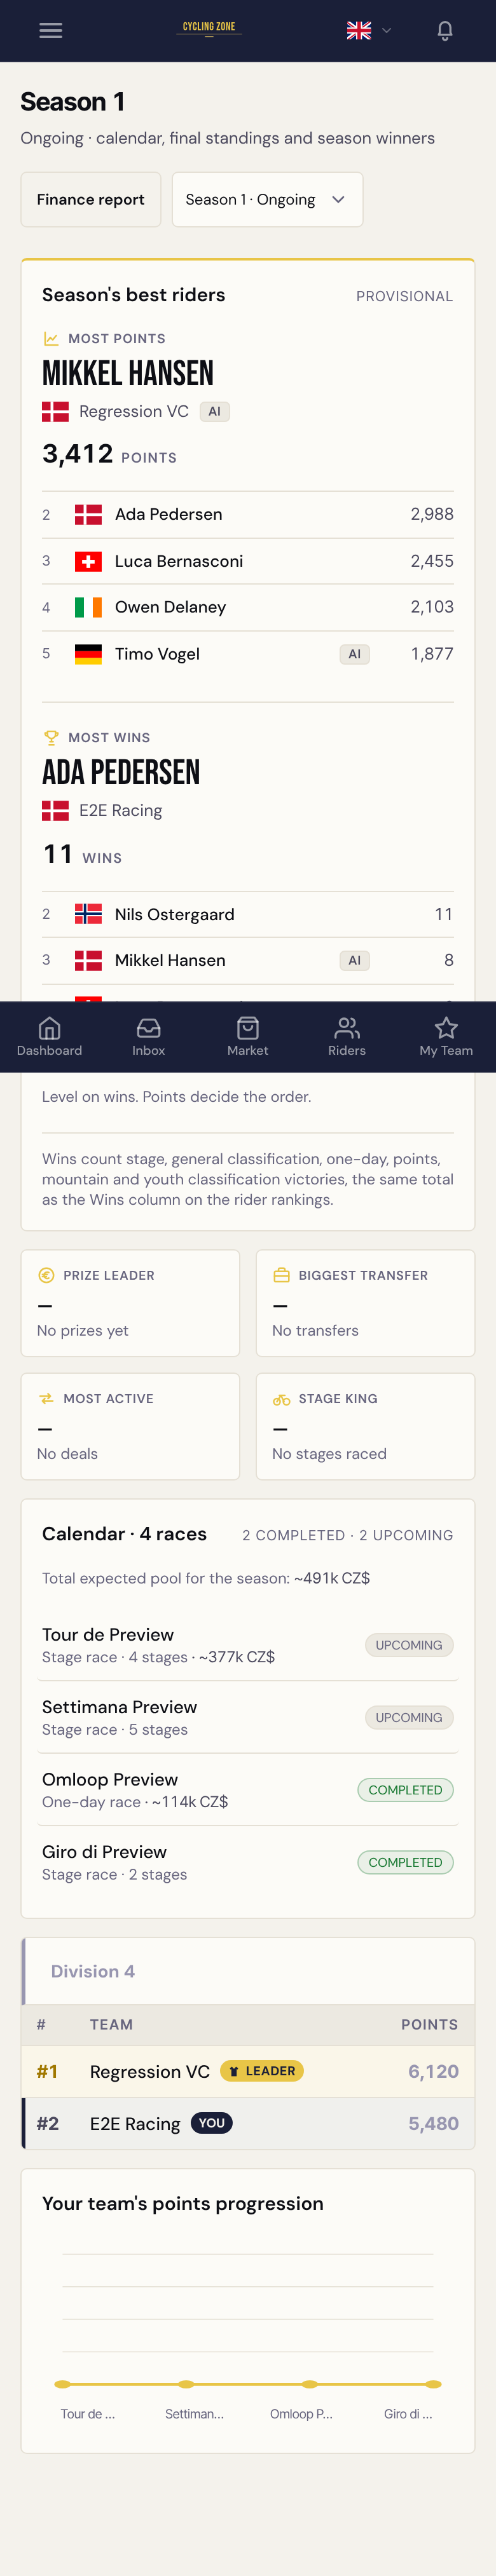 CYCLING ZONE
Season 1
Ongoing · calendar, final standings and season winners
Finance report
Season 1 · Ongoing
Season's best riders
PROVISIONAL
MOST POINTS
MIKKEL HANSEN
Regression VC AI
3,412 POINTS
2 Ada Pedersen 2,988
3 Luca Bernasconi 2,455
4 Owen Delaney 2,103
5 Timo Vogel AI 1,877
MOST WINS
ADA PEDERSEN
E2E Racing
11 WINS
2 Nils Ostergaard 11
3 Mikkel Hansen AI 8
Dashboard Inbox Market Riders My Team
Level on wins. Points decide the order.
Wins count stage, general classification, one-day, points,
mountain and youth classification victories, the same total
as the Wins column on the rider rankings.
PRIZE LEADER
–
No prizes yet
BIGGEST TRANSFER
–
No transfers
MOST ACTIVE
–
No deals
STAGE KING
–
No stages raced
Calendar · 4 races 2 COMPLETED · 2 UPCOMING
Total expected pool for the season: ~491k CZ$
Tour de Preview
Stage race · 4 stages · ~377k CZ$
UPCOMING
Settimana Preview
Stage race · 5 stages
UPCOMING
Omloop Preview
One-day race · ~114k CZ$
COMPLETED
Giro di Preview
Stage race · 2 stages
COMPLETED
Division 4
# TEAM POINTS
#1 Regression VC LEADER 6,120
#2 E2E Racing YOU 5,480
Your team's points progression
Tour de ... Settiman... Omloop P... Giro di ...